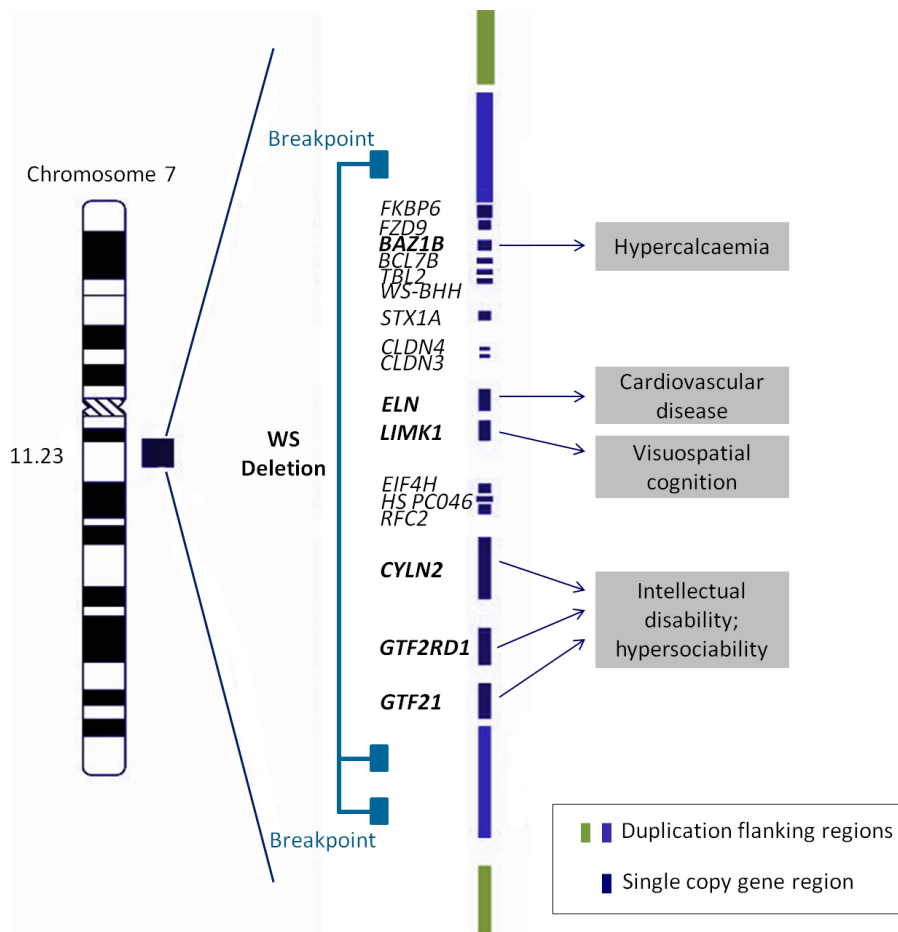 Breakpoint
Chromosome 7
FKBP6
FZD9
BAZ1B
Hypercalcaemia
BCL7B
TBL2
WS-BHH
STX1A
CLDN4
CLDN3
Cardiovascular
disease
ELN
LIMK1
WS
Deletion
11.23
Visuospatial
cognition
EIF4H
HS PC046
RFC2
CYLN2
Intellectual
disability;
hypersociability
GTF2RD1
GTF21
Breakpoint
Duplication flanking regions
Single copy gene region